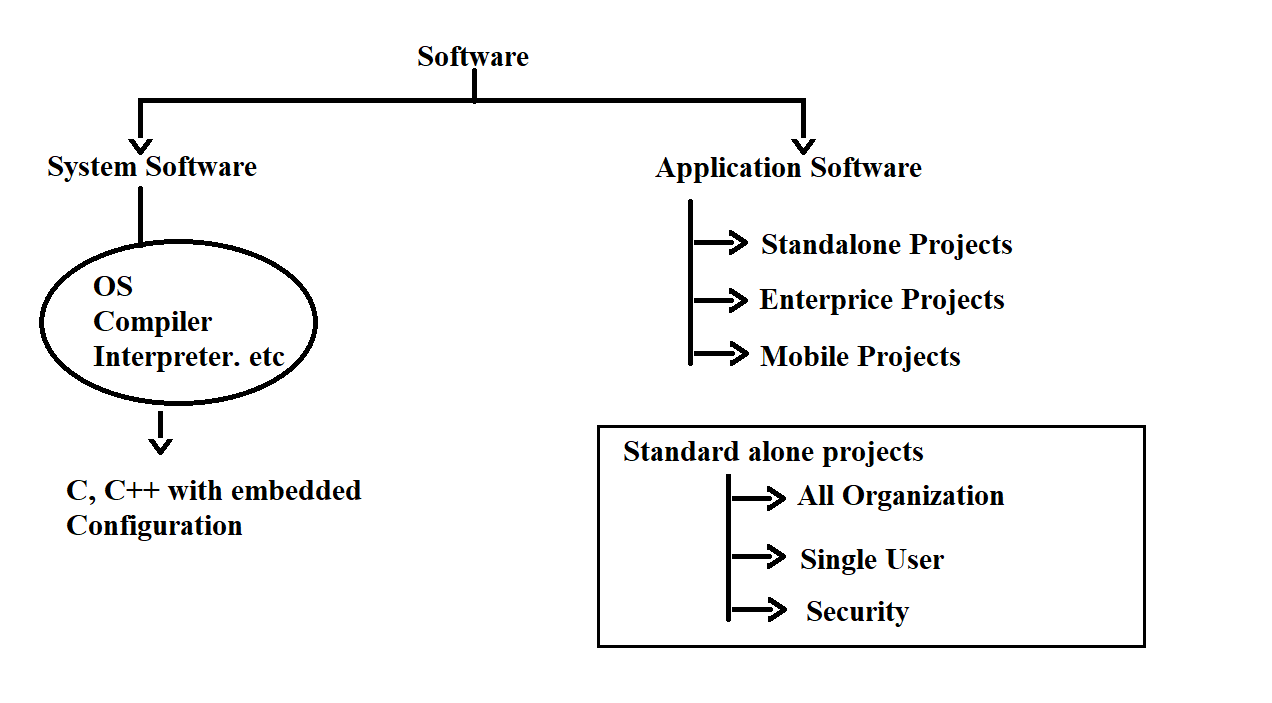 Software
System Software
Application Software
OS
Compiler
Interpreter. etc
C, C++ with embedded
Configuration
Standalone Projects
Enterprice Projects
Mobile Projects
Standard alone projects
All Organization
Single User
Security